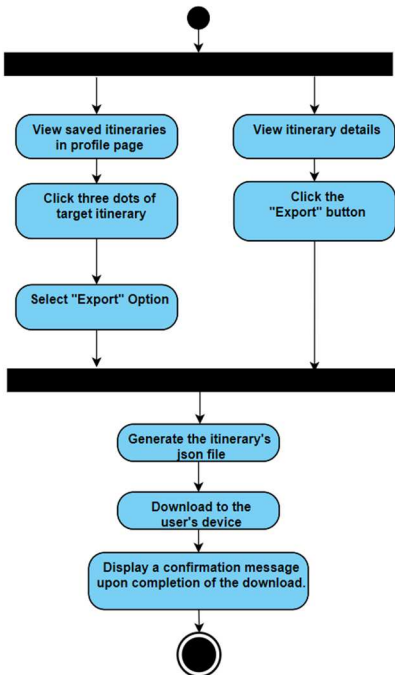 View saved itineraries
in profile page
Click three dots of
target itinerary
Select "Export" Option
View itinerary details
Click the
"Export" button
Generate the itinerary's
json file
Download to the
user's device
Display a confirmation message
upon completion of the download.